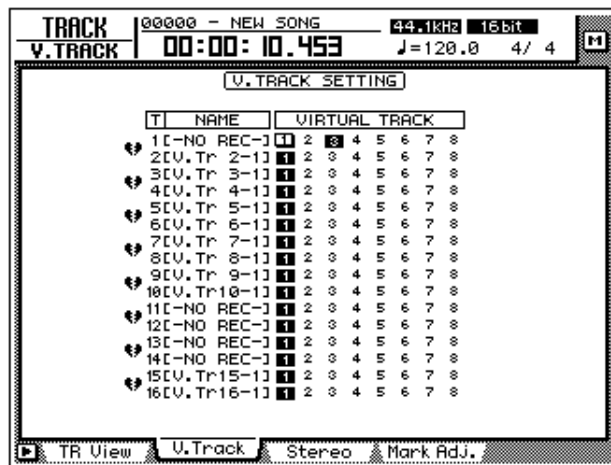 TRACK 00000 - NEW SONG 44.1kHz 16bit M
V.TRACK 00:00: 10.453 ♩=120.0 4/ 4
V.TRACK SETTING
T NAME VIRTUAL TRACK
1[-NO REC-] 1 2 3 4 5 6 7 8
2[V.Tr 2-1] 1 2 3 4 5 6 7 8
3[V.Tr 3-1] 1 2 3 4 5 6 7 8
4[V.Tr 4-1] 1 2 3 4 5 6 7 8
5[V.Tr 5-1] 1 2 3 4 5 6 7 8
6[V.Tr 6-1] 1 2 3 4 5 6 7 8
7[V.Tr 7-1] 1 2 3 4 5 6 7 8
8[V.Tr 8-1] 1 2 3 4 5 6 7 8
9[V.Tr 9-1] 1 2 3 4 5 6 7 8
10[V.Tr10-1] 1 2 3 4 5 6 7 8
11[-NO REC-] 1 2 3 4 5 6 7 8
12[-NO REC-] 1 2 3 4 5 6 7 8
13[-NO REC-] 1 2 3 4 5 6 7 8
14[-NO REC-] 1 2 3 4 5 6 7 8
15[V.Tr15-1] 1 2 3 4 5 6 7 8
16[V.Tr16-1] 1 2 3 4 5 6 7 8
TR View V.Track Stereo Mark Adj.